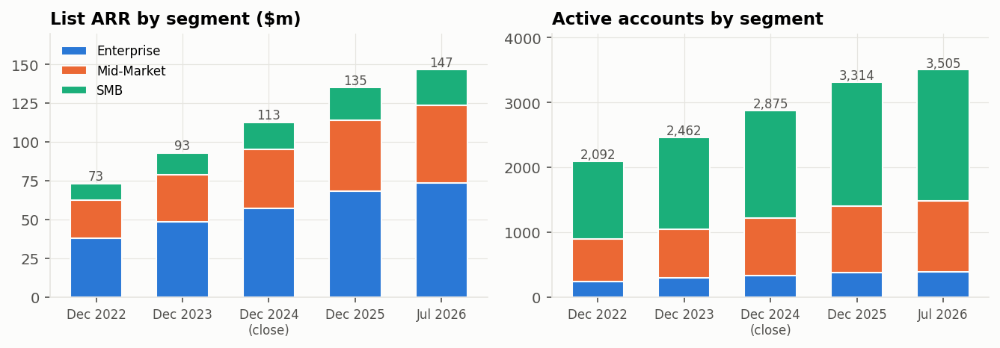 List ARR by segment ($m)
Enterprise
Mid-Market
SMB
150
125
100
75
50
25
0
73
93
113
135
147
Dec 2022
Dec 2023
Dec 2024
(close)
Dec 2025
Jul 2026
Active accounts by segment
4000
3000
2000
1000
0
2,092
2,462
2,875
3,314
3,505
Dec 2022
Dec 2023
Dec 2024
(close)
Dec 2025
Jul 2026